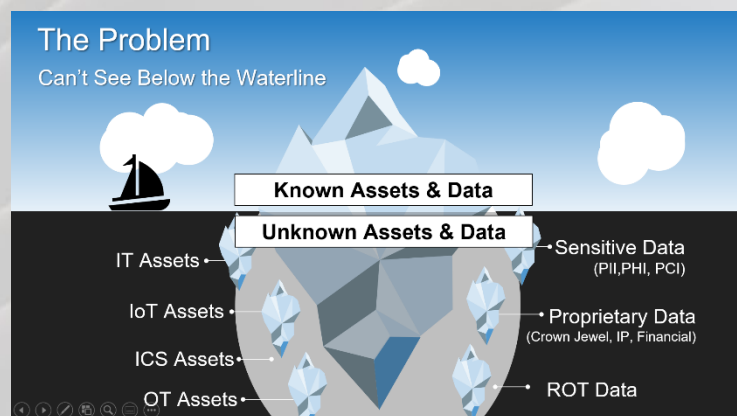 The Problem
Can't See Below the Waterline
Known Assets & Data
Unknown Assets & Data
IT Assets
IoT Assets
ICS Assets
OT Assets
Sensitive Data
(PII,PHI, PCI)
Proprietary Data
(Crown Jewel, IP, Financial)
ROT Data